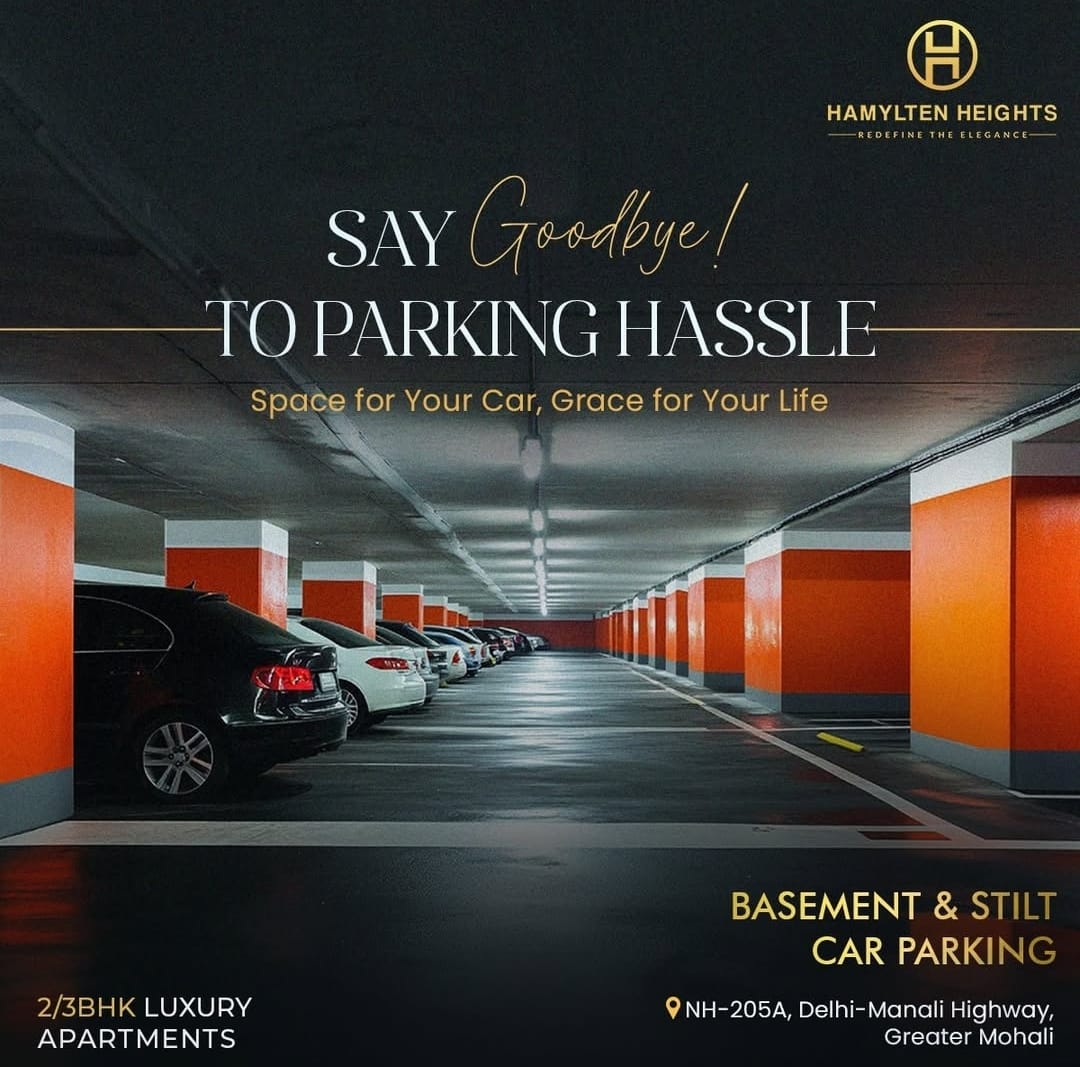 HAMYLTEN HEIGHTS
REDEFINE THE ELEGANCE
SAY Goodbye!
TO PARKING HASSLE
Space for Your Car, Grace for Your Life
BASEMENT & STILT
CAR PARKING
2/3BHK LUXURY
APARTMENTS
NH-205A, Delhi-Manali Highway,
Greater Mohali